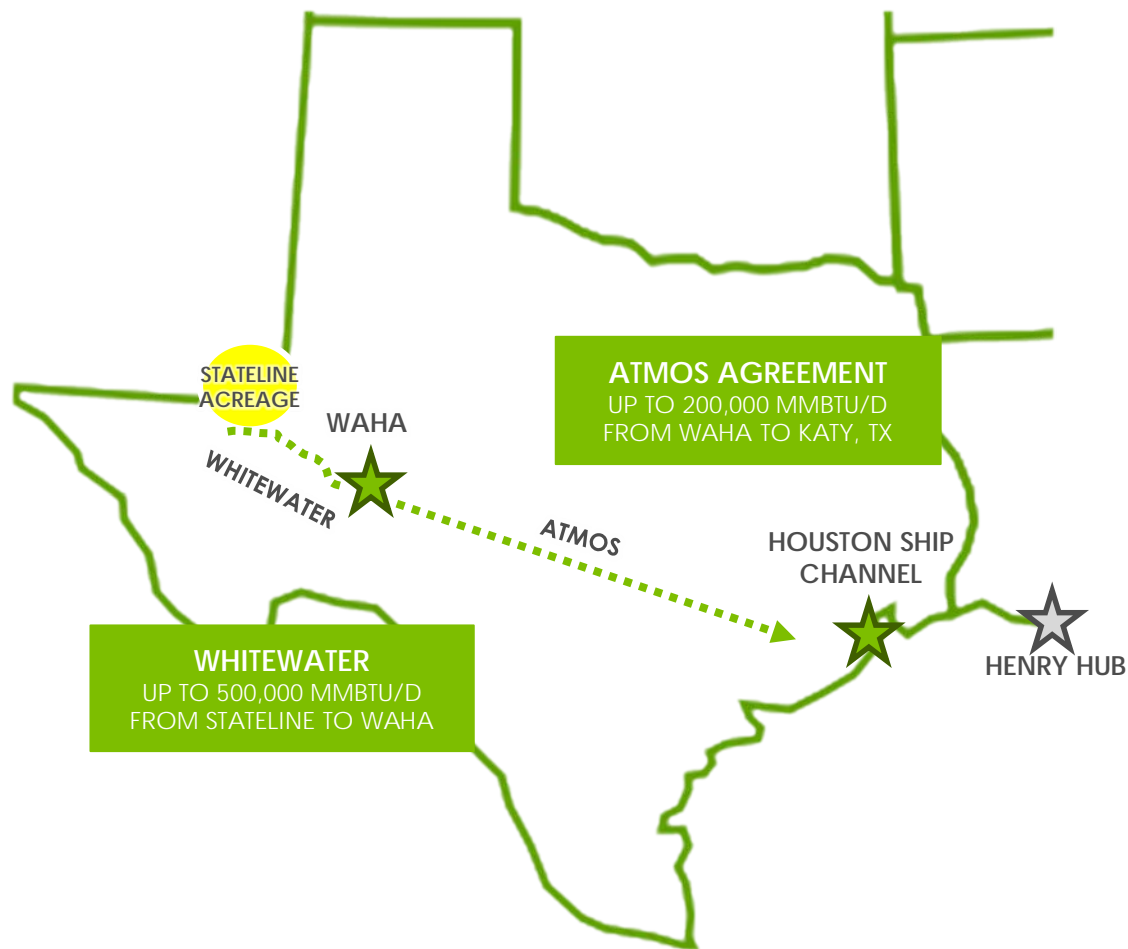 STATELINE
ACREAGE
WAHA
WHITEWATER
ATMOS AGREEMENT
UP TO 200,000 MMBTU/D
FROM WAHA TO KATY, TX
ATMOS
HOUSTON SHIP
CHANNEL
HENRY HUB
WHITEWATER
UP TO 500,000 MMBTU/D
FROM STATELINE TO WAHA